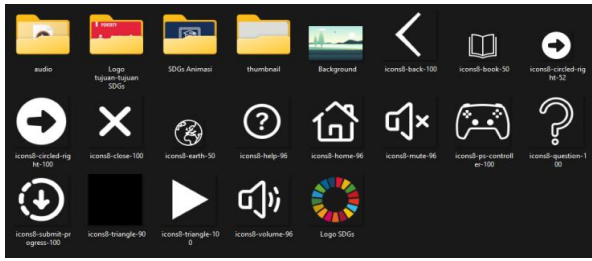 POVERTY
audio
Logo
tujuan-tujuan
SDGs
SDGs Animasi
thumbnail
Background
icons8-back-100
icons8-book-50
icons8-circled-rig
ht-52
icons8-circled-rig
ht-100
icons8-close-100
icons8-earth-50
icons8-help-96
icons8-home-96
icons8-mute-96
icons8-ps-controll
er-100
icons8-question-1
00
icons8-submit-pr
ogress-100
icons8-triangle-90
icons8-triangle-10
0
icons8-volume-96
Logo SDGs